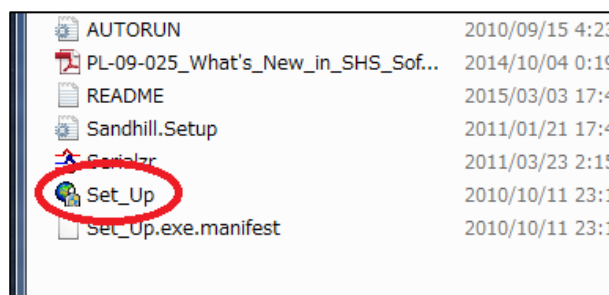 AUTORUN 2010/09/15 4:23
PL-09-025_What's_New_in_SHS_Sof... 2014/10/04 0:19
README 2015/03/03 17:4
Sandhill.Setup 2011/01/21 17:4
Serialzr 2011/03/23 2:15
Set_Up 2010/10/11 23:1
Set_Up.exe.manifest 2010/10/11 23:1